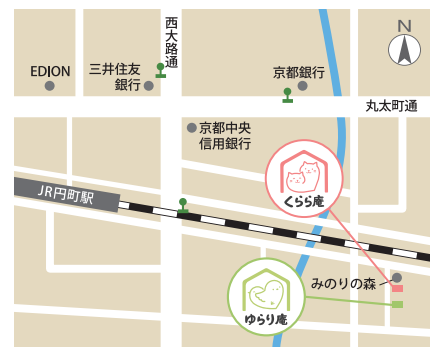 西大路通
N
EDION
三井住友
銀行
京都銀行
丸太町通
京都中央
信用銀行
くらら庵
JR円町駅
みのりの森
ゆらり庵